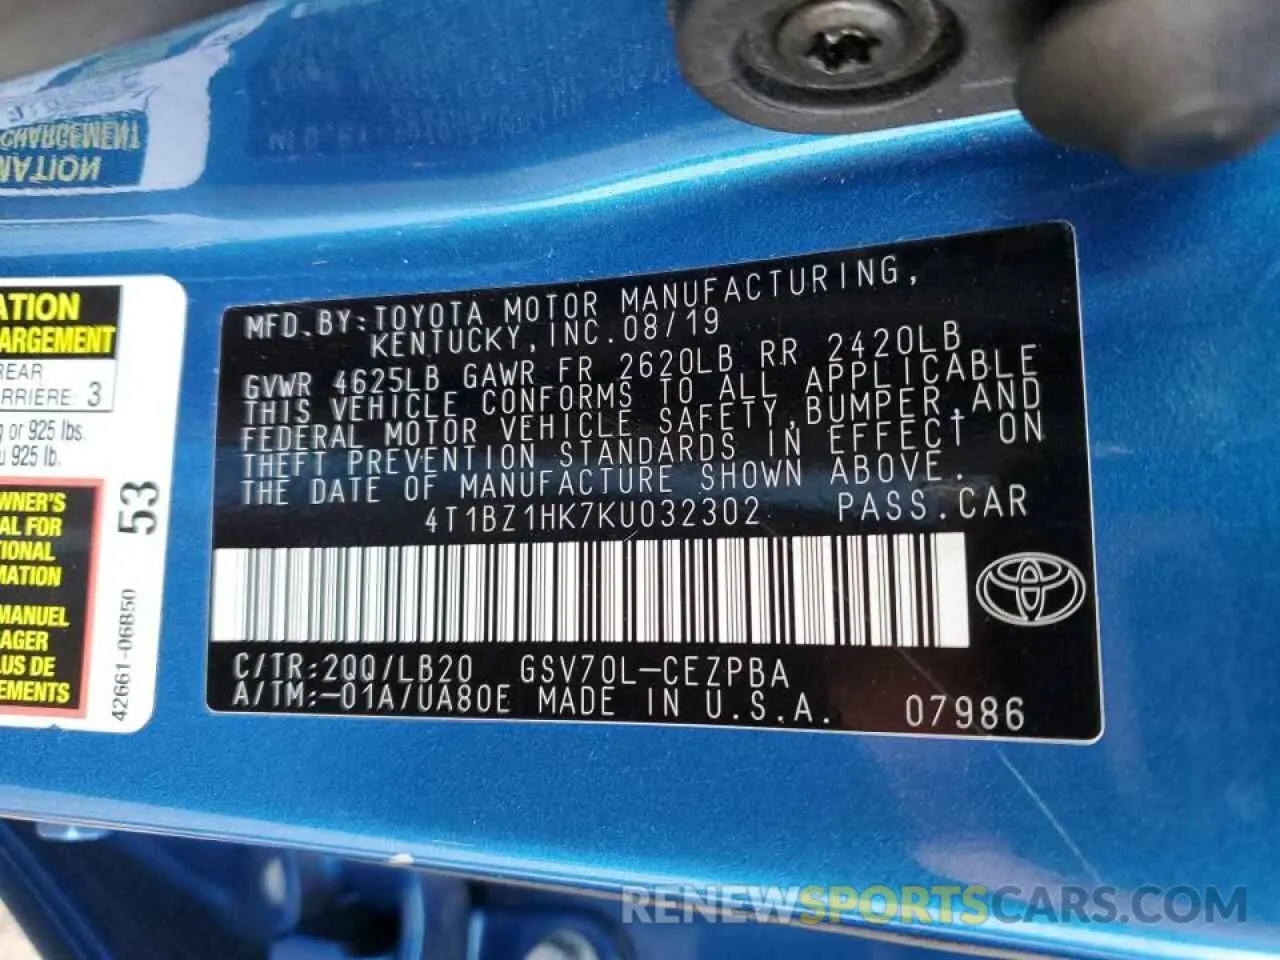 CHARGEMENT
MATION
ATION
ARGEMENT
REAR
ARRIÈRE: 3
g or 925 lbs.
u 925 lb.
WNER'S
AL FOR
TIONAL
MATION
MANUEL
AGER
LUS DE
EMENTS
53
42661-06B50
MFD.BY:TOYOTA MOTOR MANUFACTURING,
KENTUCKY,INC.08/19
GVWR 4625LB GAWR FR 2620LB RR 2420LB
THIS VEHICLE CONFORMS TO ALL APPLICABLE
FEDERAL MOTOR VEHICLE SAFETY,BUMPER,AND
THEFT PREVENTION STANDARDS IN EFFECT ON
THE DATE OF MANUFACTURE SHOWN ABOVE.
4T1BZ1HK7KU032302 PASS.CAR
C/TR:2QQ/LB20 GSV70L-CEZPBA
A/TM:-01A/UA80E MADE IN U.S.A. 07986
RENEWSPORTSCARS.COM